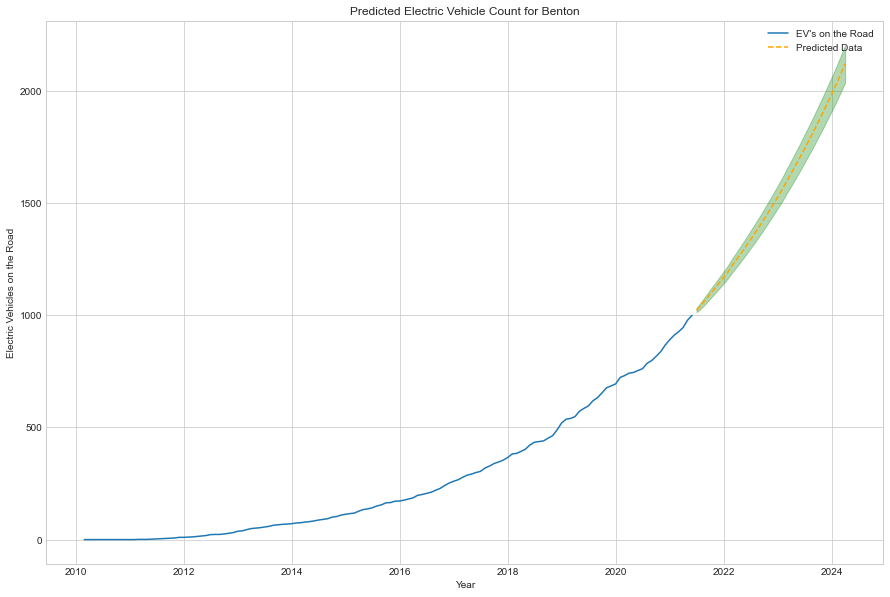 Predicted Electric Vehicle Count for Benton
EV's on the Road
Predicted Data
Electric Vehicles on the Road
2000
1500
1000
500
0
2010 2012 2014 2016 2018 2020 2022 2024
Year